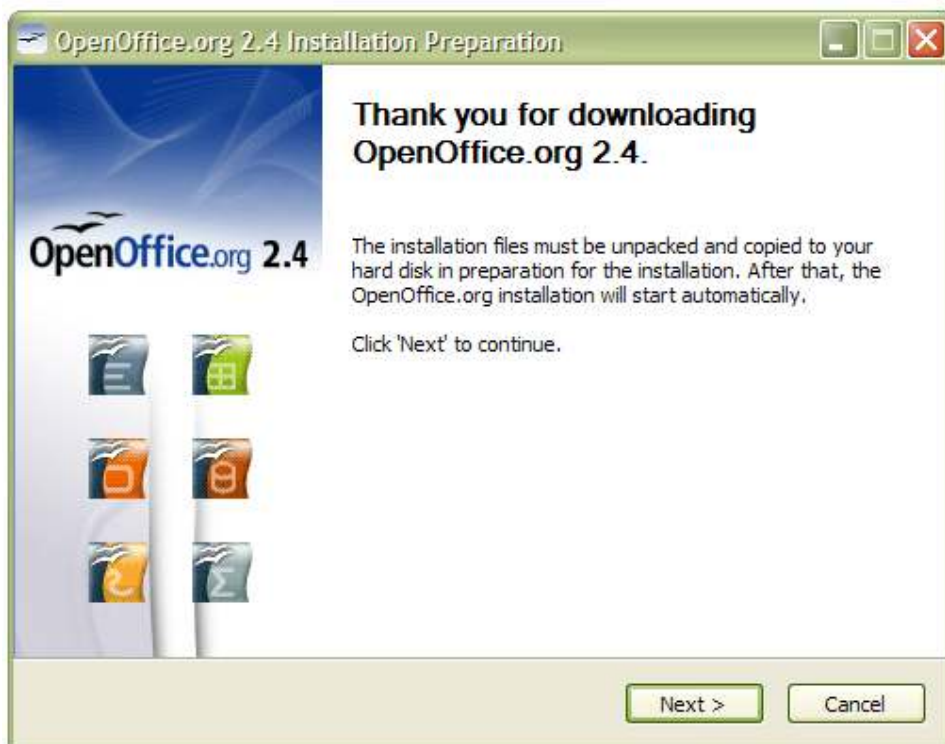 OpenOffice.org 2.4 Installation Preparation
Thank you for downloading
OpenOffice.org 2.4.
OpenOffice.org 2.4
The installation files must be unpacked and copied to your
hard disk in preparation for the installation. After that, the
OpenOffice.org installation will start automatically.
Click 'Next' to continue.
Next >
Cancel